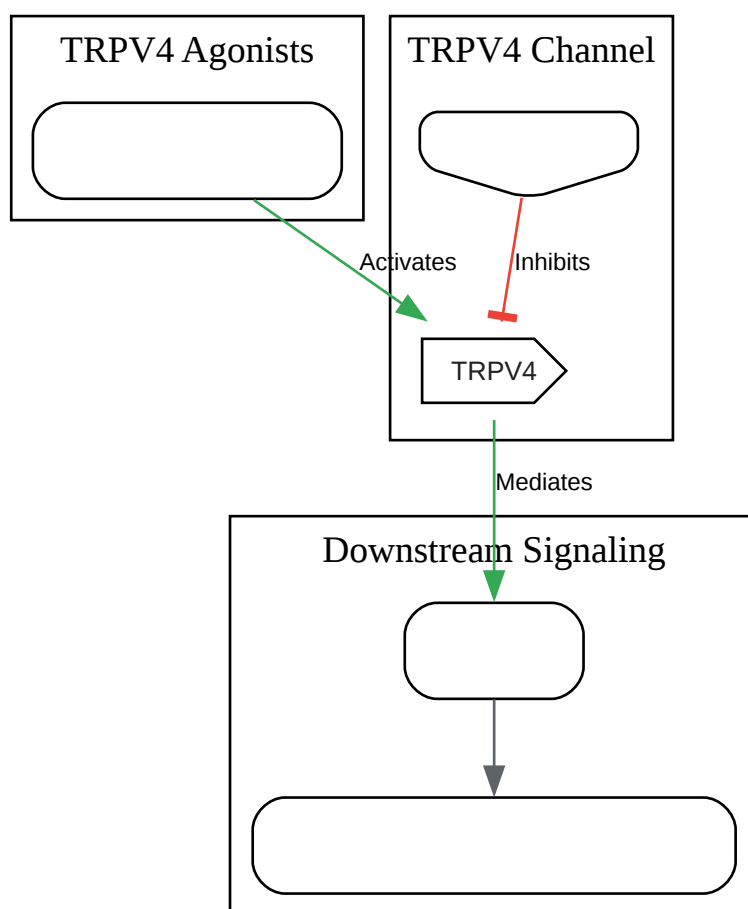 TRPV4 Agonists
TRPV4 Channel
Activates
Inhibits
TRPV4
Mediates
Downstream Signaling